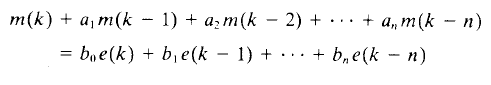 m(k) + a₁m(k − 1) + a₂m(k − 2) + · · · + aₙm(k − n)
= b₀e(k) + b₁e(k − 1) + · · · + bₙe(k − n)